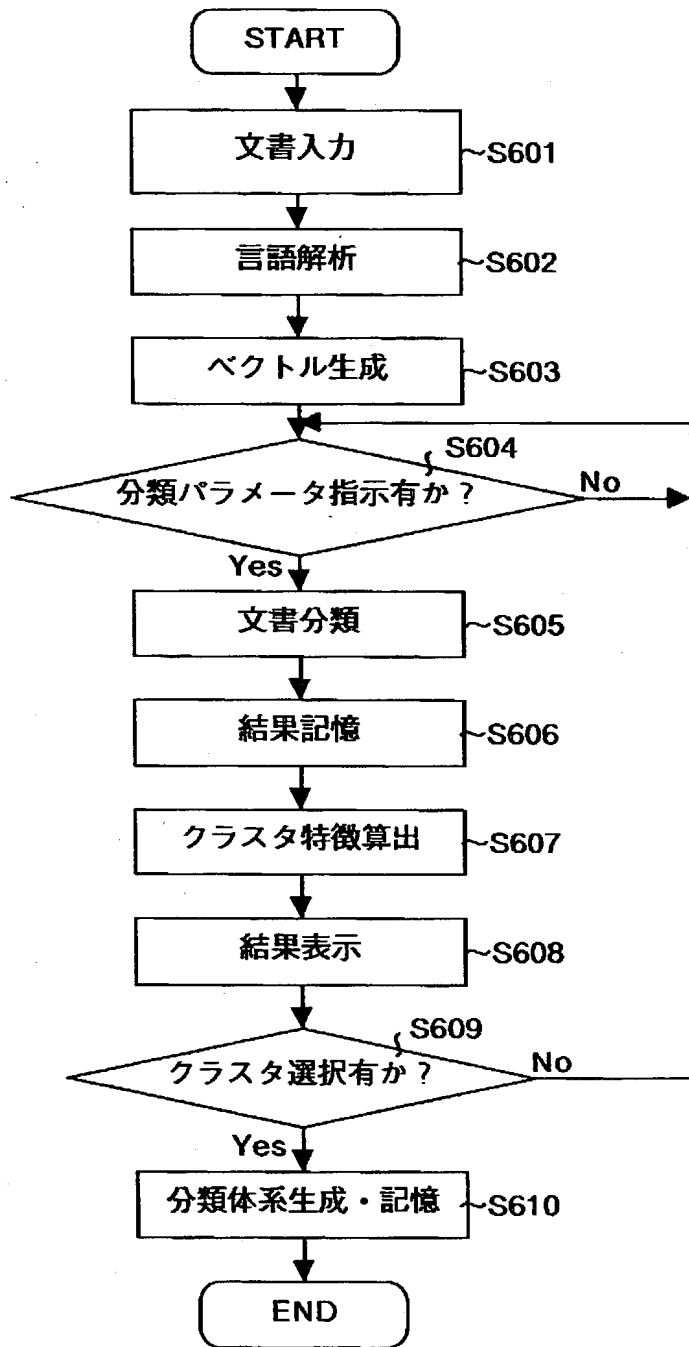 START
文書入力
~S601
言語解析
~S602
ベクトル生成
~S603
S604
分類パラメータ指示有か?
No
Yes
文書分類
~S605
結果記憶
~S606
クラスタ特徴算出
~S607
結果表示
~S608
S609
クラスタ選択有か?
No
Yes
分類体系生成・記憶
~S610
END